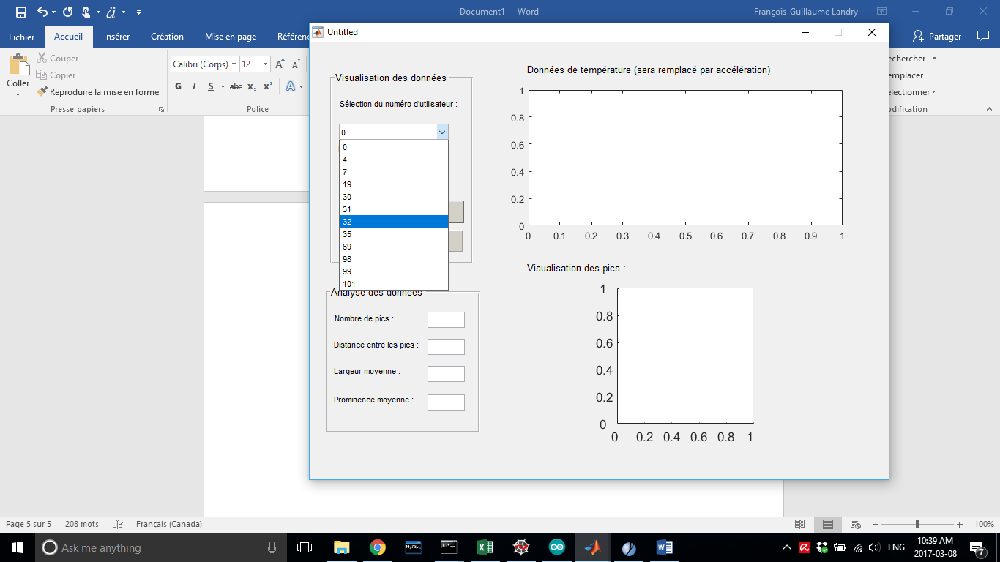 Document1 - Word
François-Guillaume Landry
Fichier
Accueil
Insérer
Création
Mise en page
Référenc
Partager
Untitled
Coller
Couper
Copier
Reproduire la mise en forme
Presse-papiers
Calibri (Corps)
12
G I S abc x₂ x² A
Police
echercher
emplacer
électionner
odification
Visualisation des données
Sélection du numéro d'utilisateur :
0
0
4
7
19
30
31
32
35
69
98
99
101
Analyse des données
Nombre de pics :
Distance entre les pics :
Largeur moyenne :
Prominence moyenne :
Données de température (sera remplacé par accélération)
1
0.8
0.6
0.4
0.2
0
0 0.1 0.2 0.3 0.4 0.5 0.6 0.7 0.8 0.9 1
Visualisation des pics :
1
0.8
0.6
0.4
0.2
0
0 0.2 0.4 0.6 0.8 1
Page 5 sur 5
208 mots
Français (Canada)
100%
Ask me anything
ENG
10:39 AM
2017-03-08
7